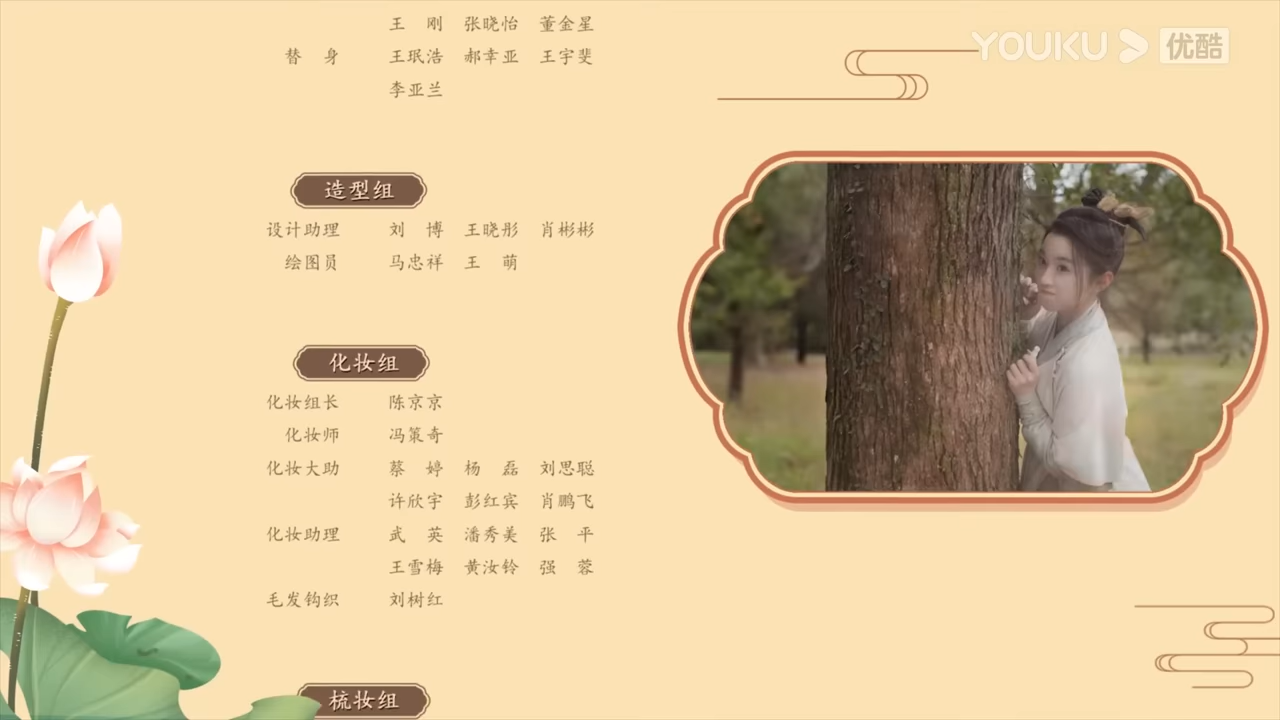 王 刚 张晓怡 董金星
YOUKU 优酷
替 身 王珉浩 郝幸亚 王宇斐
李亚兰
造型组
设计助理 刘 博 王晓彤 肖彬彬
绘图员 马忠祥 王 萌
化妆组
化妆组长 陈京京
化妆师 冯策奇
化妆大助 蔡 婷 杨 磊 刘思聪
许欣宇 彭红宾 肖鹏飞
化妆助理 武 英 潘秀美 张 平
王雪梅 黄汝铃 强 蓉
毛发钩织 刘树红
梳妆组